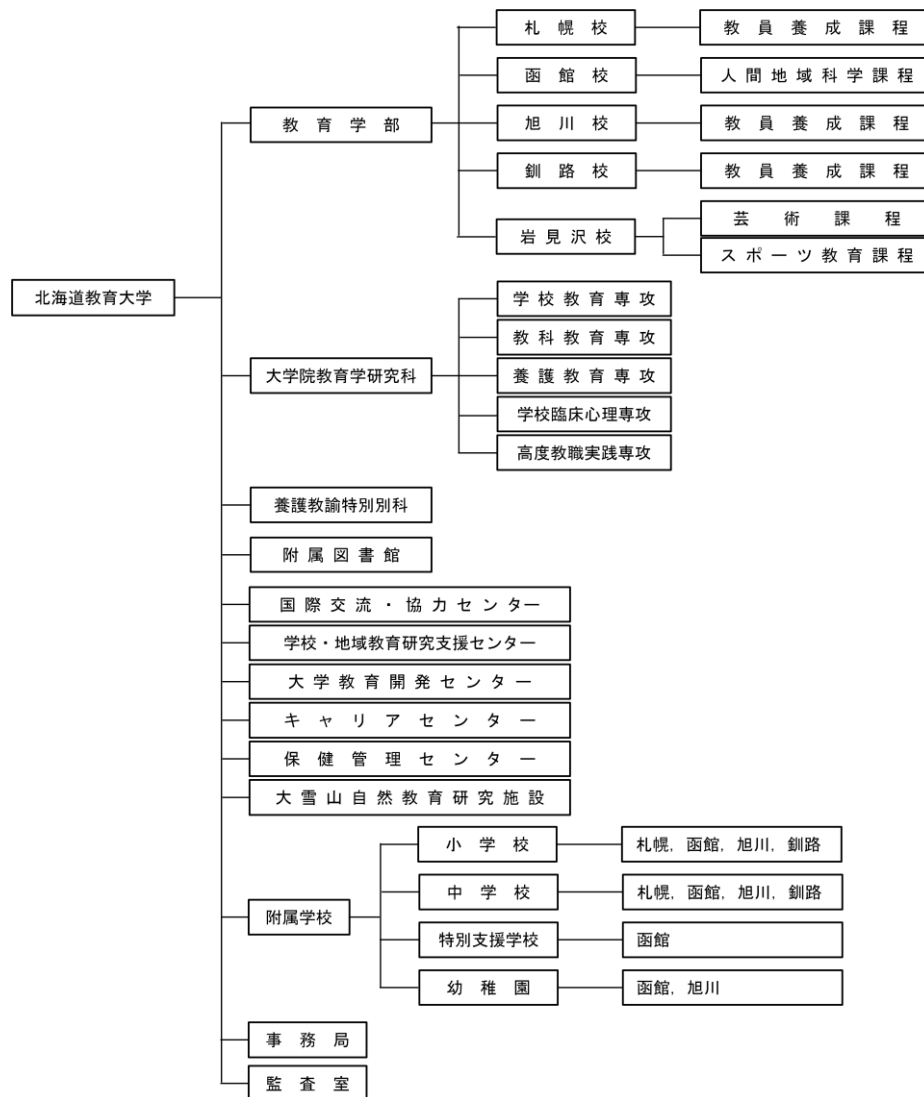 北海道教育大学
教育学部
札幌校
教員養成課程
函館校
人間地域科学課程
旭川校
教員養成課程
釧路校
教員養成課程
岩見沢校
芸術課程
スポーツ教育課程
大学院教育学研究科
学校教育専攻
教科教育専攻
養護教育専攻
学校臨床心理専攻
高度教職実践専攻
養護教諭特別別科
附属図書館
国際交流・協力センター
学校・地域教育研究支援センター
大学教育開発センター
キャリアセンター
保健管理センター
大雪山自然教育研究施設
附属学校
小学校
札幌，函館，旭川，釧路
中学校
札幌，函館，旭川，釧路
特別支援学校
函館
幼稚園
函館，旭川
事務局
監査室